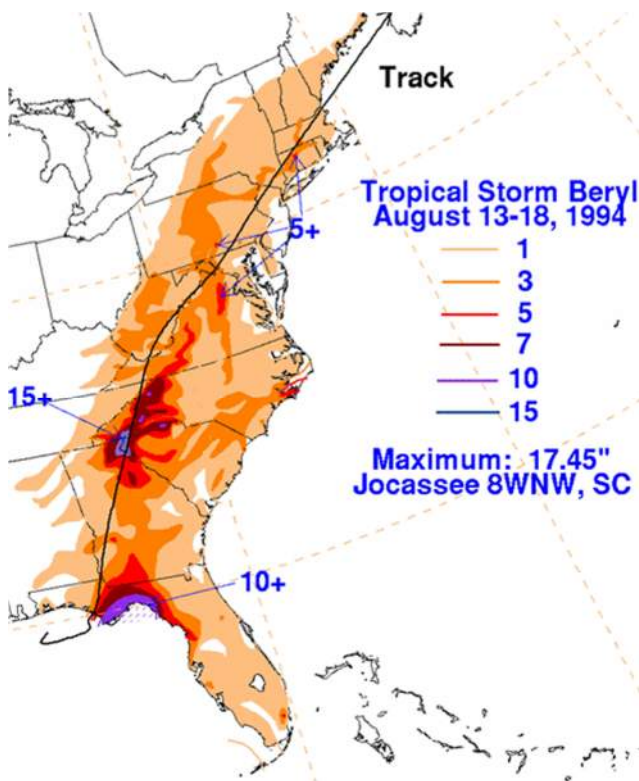 Track
Tropical Storm Beryl
August 13-18, 1994
1
3
5
7
10
15
Maximum: 17.45"
Jocassee 8WNW, SC
5+
15+
10+